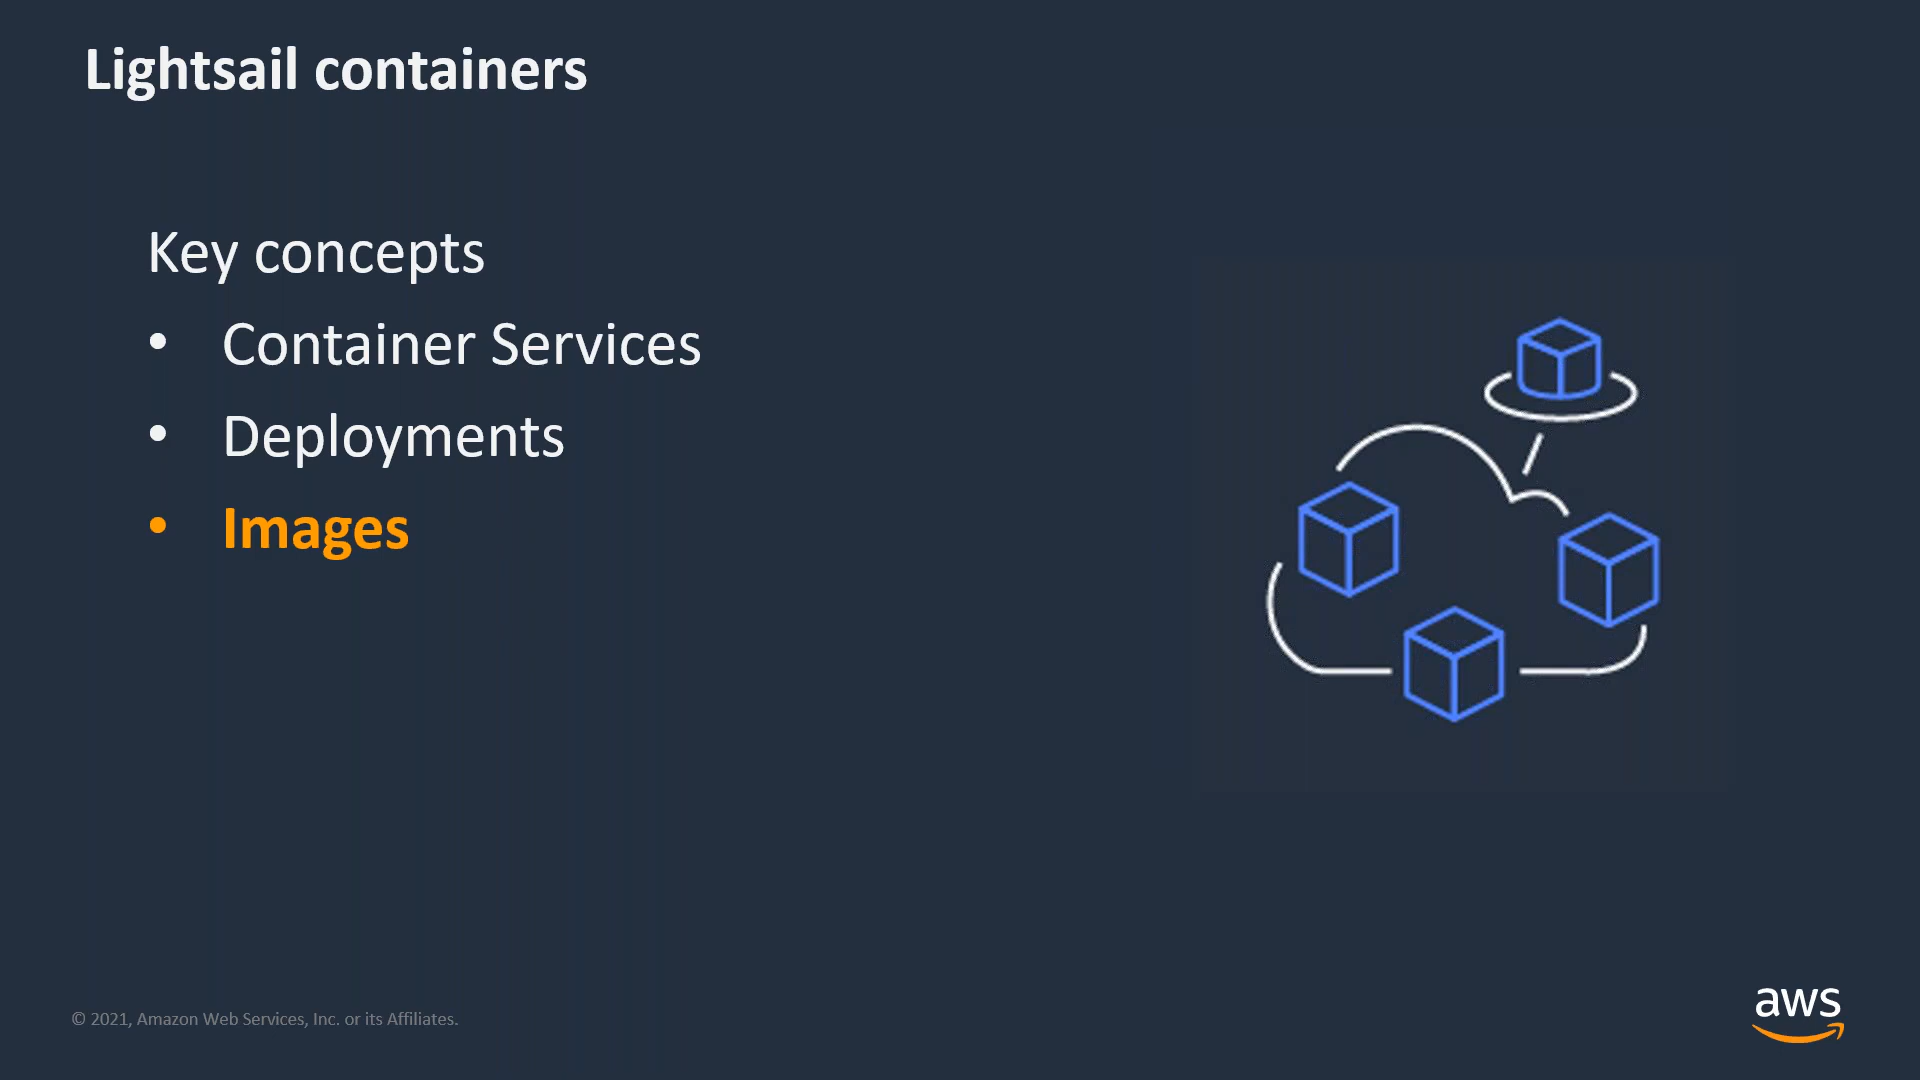 Lightsail containers
Key concepts
• Container Services
• Deployments
• Images
© 2021, Amazon Web Services, Inc. or its Affiliates.
aws